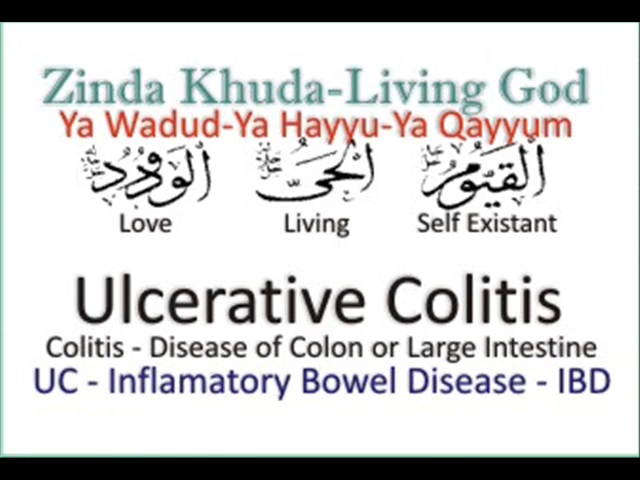 Zinda Khuda-Living God
Ya Wadud-Ya Hayyu-Ya Qayyum
الودود الحي القيوم
Love Living Self Existant
Ulcerative Colitis
Colitis - Disease of Colon or Large Intestine
UC - Inflamatory Bowel Disease - IBD